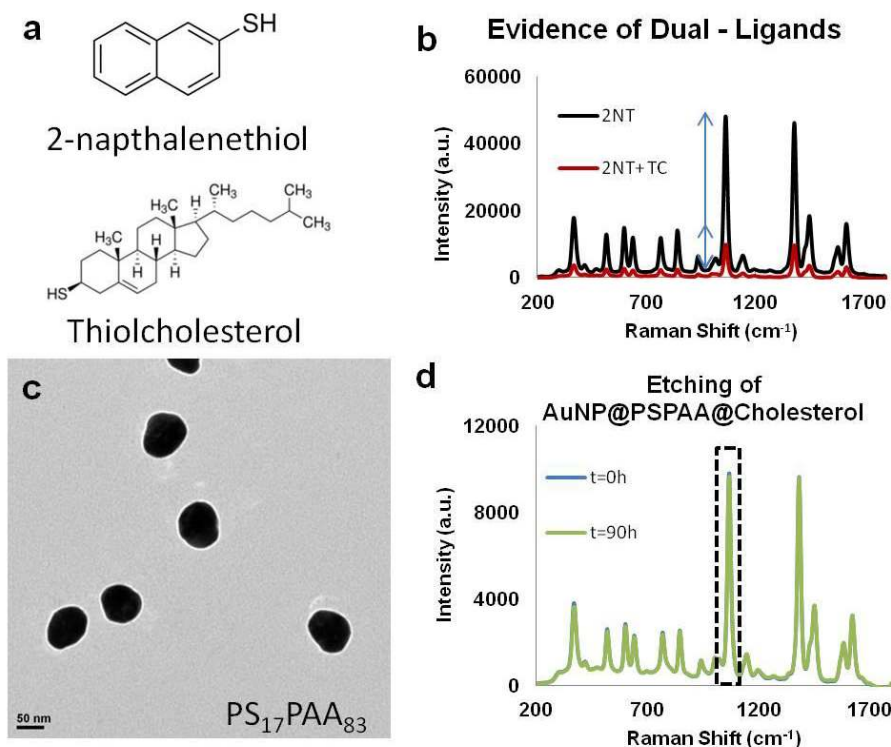 a
SH
2-napthalenethiol
CH₃
CH₃
H₃C
H
CH₃
H₃C
H
H
H
HS
Thiolcholesterol
b
Evidence of Dual - Ligands
60000
40000
20000
0
Intensity (a.u.)
2NT
2NT+ TC
200
700
1200
1700
Raman Shift (cm⁻¹)
c
50 nm
PS₁₇PAA₈₃
d
Etching of
AuNP@PSPAA@Cholesterol
12000
8000
4000
0
Intensity (a.u.)
t=0h
t=90h
200
700
1200
1700
Raman Shift (cm⁻¹)